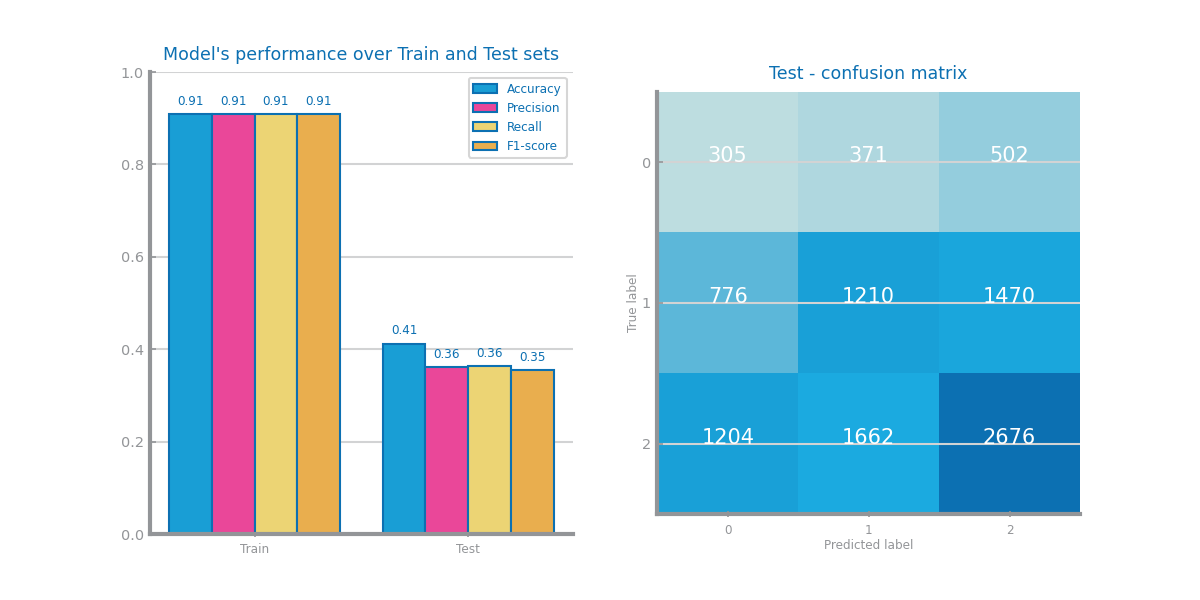 Model's performance over Train and Test sets
1.0
0.8
0.6
0.4
0.2
0.0
0.91 0.91 0.91 0.91
0.41 0.36 0.36 0.35
Accuracy
Precision
Recall
F1-score
Train Test
Test - confusion matrix
True label
0 305 371 502
1 776 1210 1470
2 1204 1662 2676
0 1 2
Predicted label